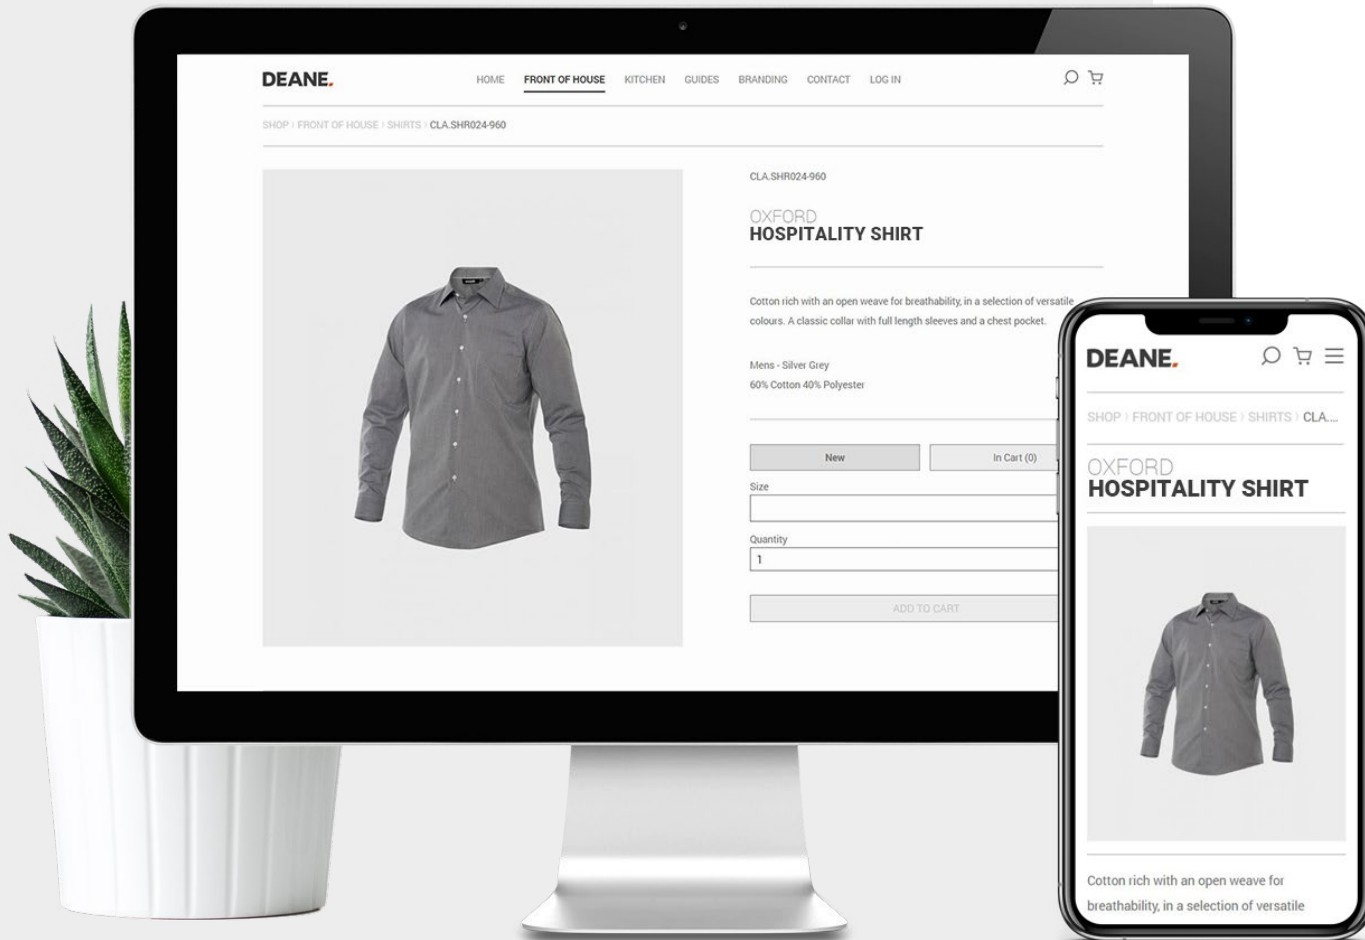 DEANE.
HOME FRONT OF HOUSE KITCHEN GUIDES BRANDING CONTACT LOG IN
SHOP › FRONT OF HOUSE › SHIRTS › CLA.SHR024-960
CLA.SHR024-960
OXFORD
HOSPITALITY SHIRT
Cotton rich with an open weave for breathability, in a selection of versatile
colours. A classic collar with full length sleeves and a chest pocket.
Mens - Silver Grey
60% Cotton 40% Polyester
New In Cart (0)
Size
Quantity
1
ADD TO CART
DEANE.
SHOP › FRONT OF HOUSE › SHIRTS › CLA....
OXFORD
HOSPITALITY SHIRT
Cotton rich with an open weave for
breathability, in a selection of versatile